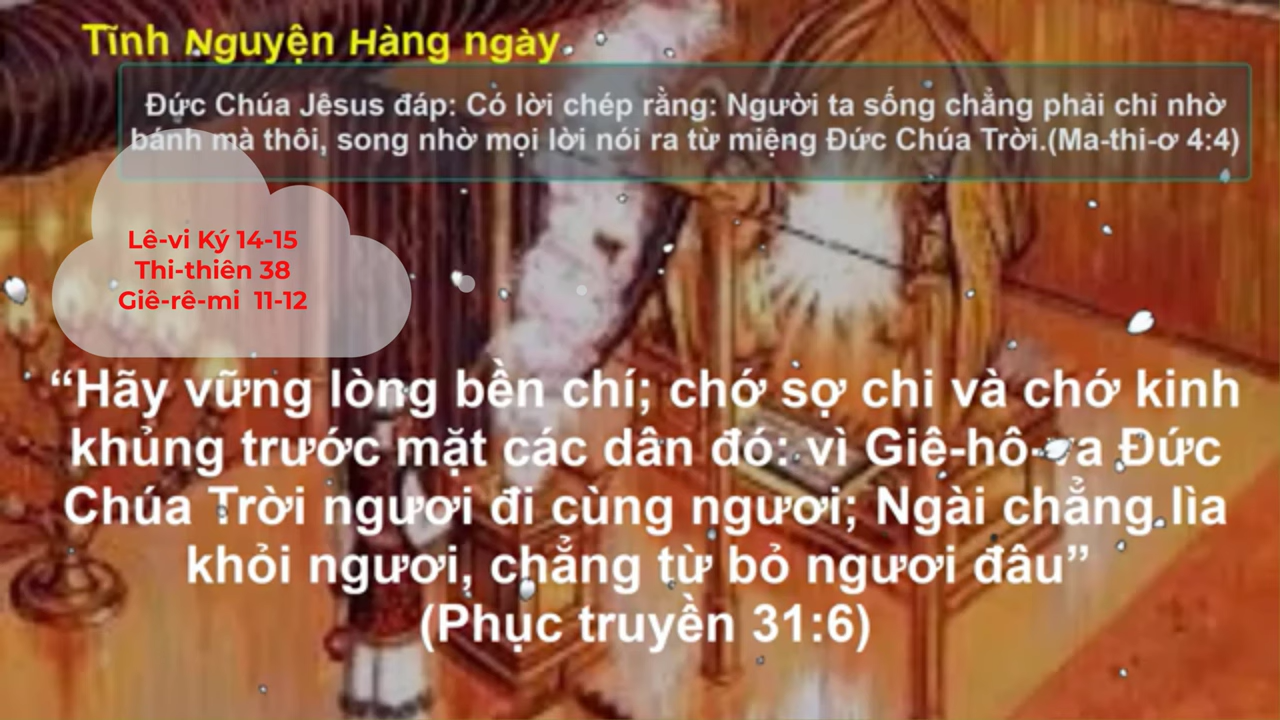 Tĩnh Nguyện Hàng ngày.
Đức Chúa Jêsus đáp: Có lời chép rằng: Người ta sống chẳng phải chỉ nhờ
bánh mà thôi, song nhờ mọi lời nói ra từ miệng Đức Chúa Trời.(Ma-thi-ơ 4:4)
Lê-vi Ký 14-15
Thi-thiên 38
Giê-rê-mi 11-12
“Hãy vững lòng bền chí; chớ sợ chi và chớ kinh
khủng trước mặt các dân đó: vì Giê-hô-va Đức
Chúa Trời ngươi đi cùng ngươi; Ngài chẳng lìa
khỏi ngươi, chẳng từ bỏ ngươi đâu”
(Phục truyền 31:6)